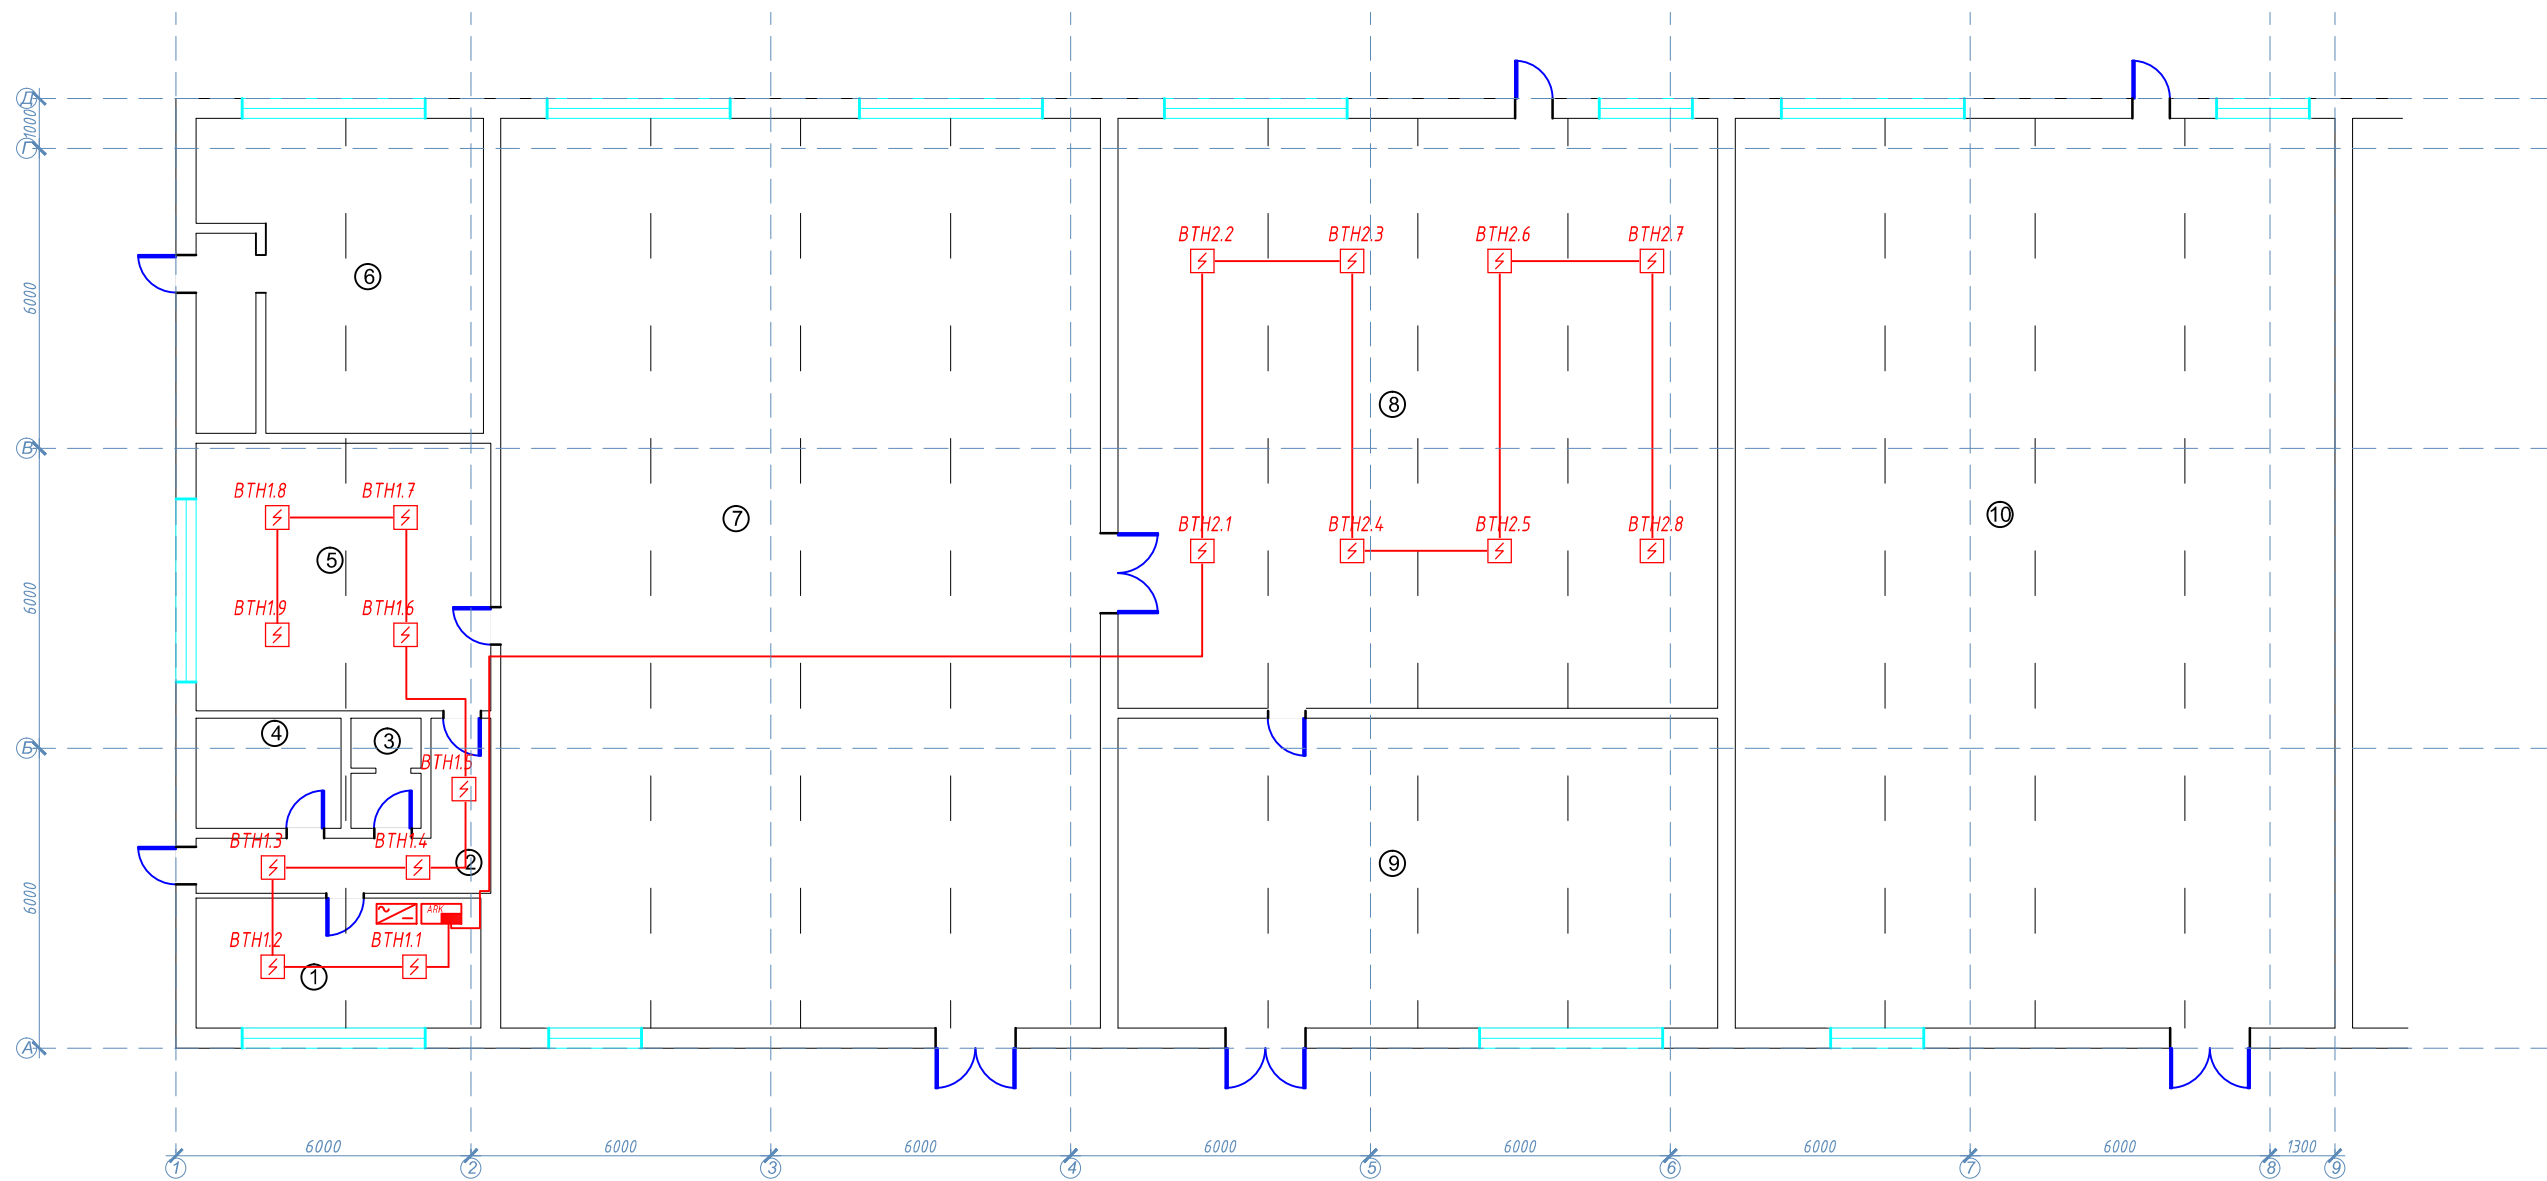 Д
1000
Г
6000
6
BTH2.2
BTH2.3
BTH2.6
BTH2.7
8
В
BTH1.8
BTH1.7
7
10
BTH2.1
BTH2.4
BTH2.5
BTH2.8
5
6000
BTH1.9
BTH1.6
4
3
Б
BTH1.5
BTH1.3
BTH1.4
2
9
6000
ARK
BTH1.2
BTH1.1
1
А
6000
6000
6000
6000
6000
6000
6000
1300
1
2
3
4
5
6
7
8
9